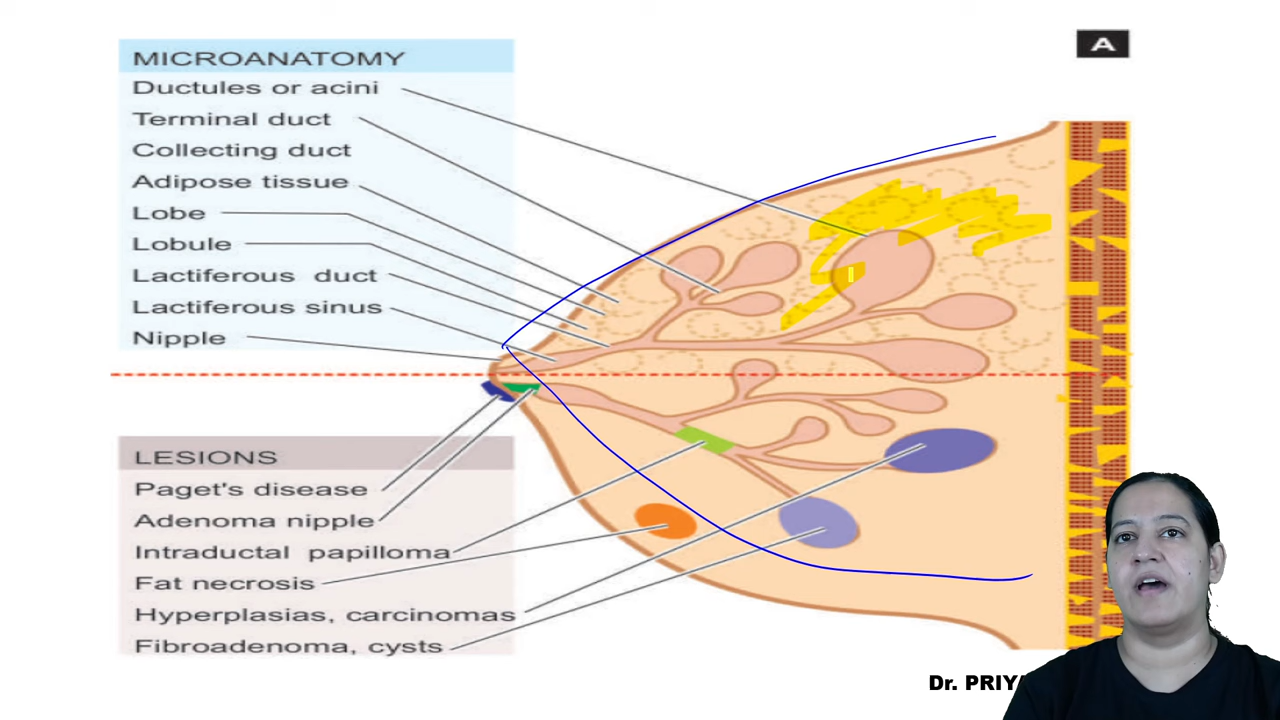 A
MICROANATOMY
Ductules or acini
Terminal duct
Collecting duct
Adipose tissue
Lobe
Lobule
Lactiferous duct
Lactiferous sinus
Nipple
LESIONS
Paget's disease
Adenoma nipple
Intraductal papilloma
Fat necrosis
Hyperplasias, carcinomas
Fibroadenoma, cysts
Dr.